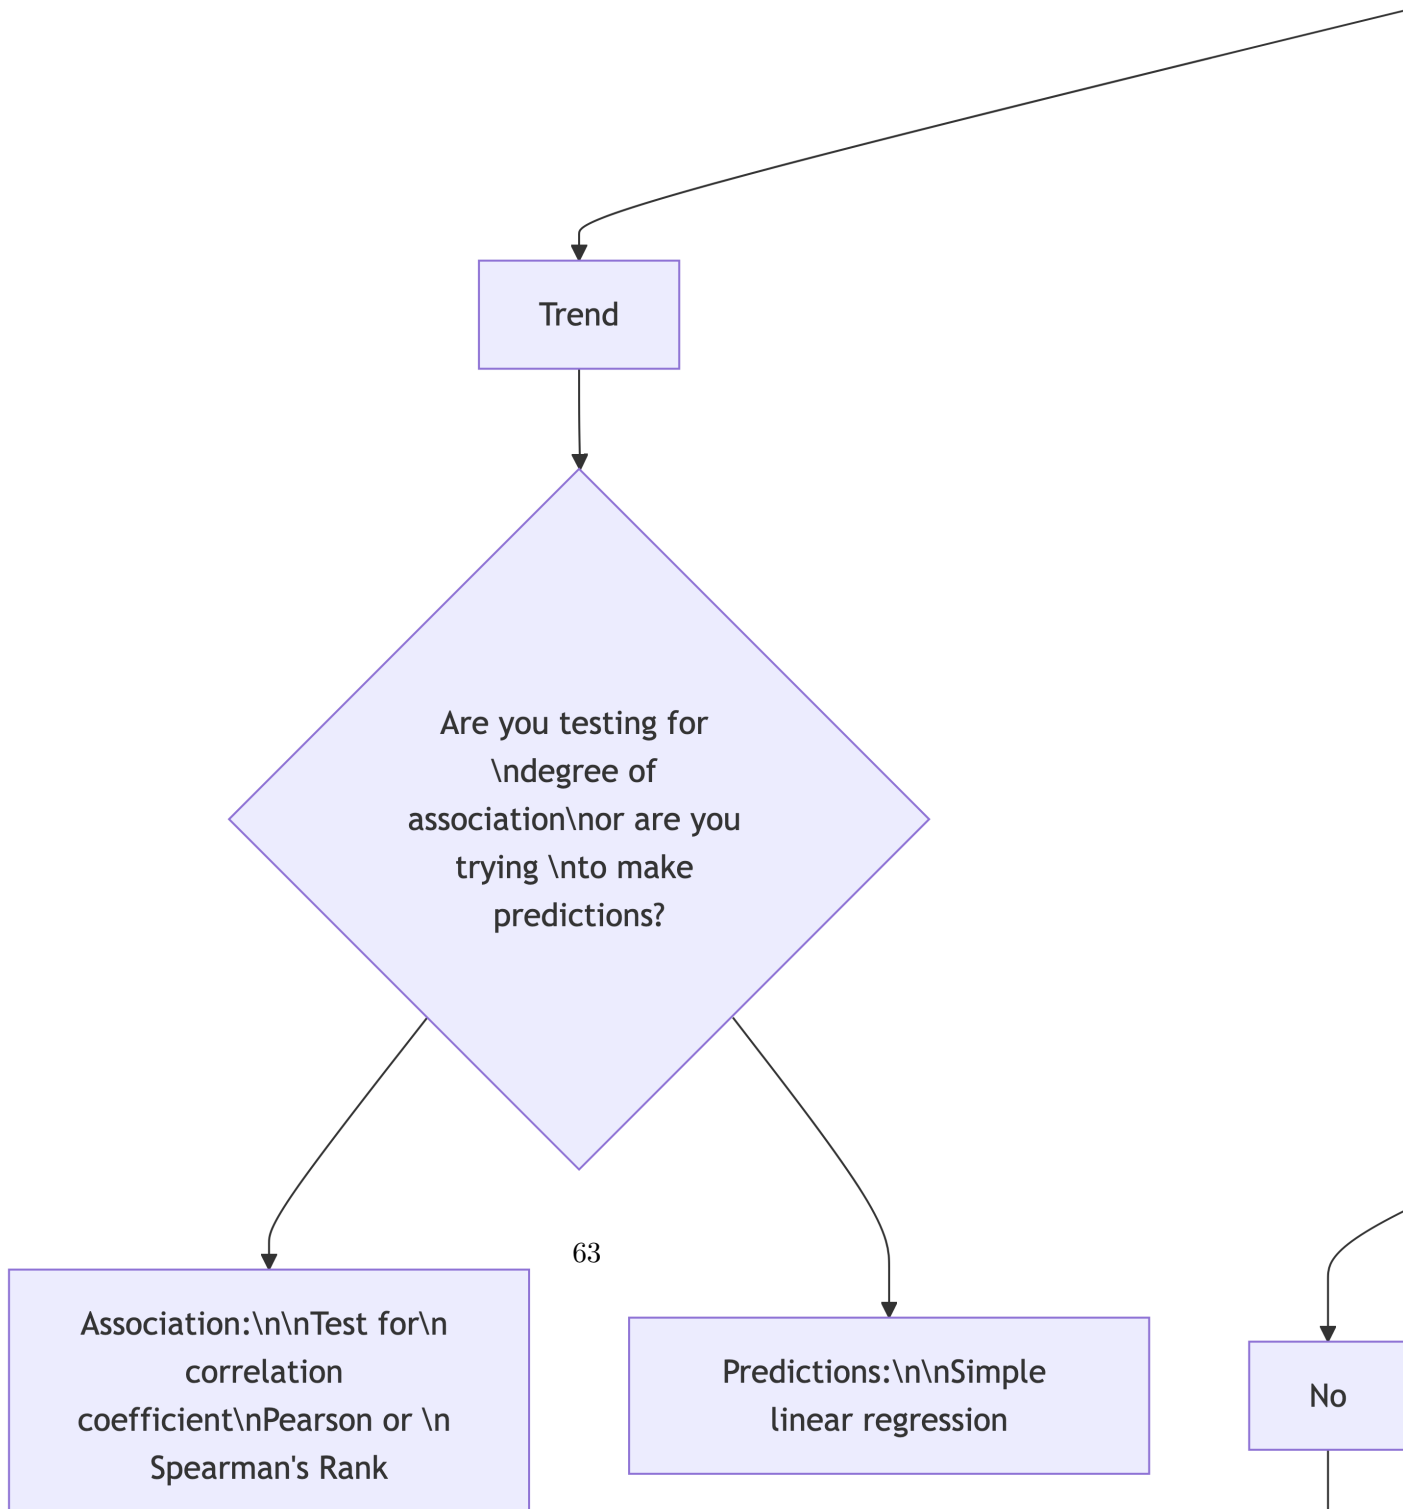 Trend
Are you testing for
\ndegree of
association\nor are you
trying \nto make
predictions?
63
Association:\n\nTest for\n
correlation
coefficient\nPearson or \n
Spearman's Rank
Predictions:\n\nSimple
linear regression
No